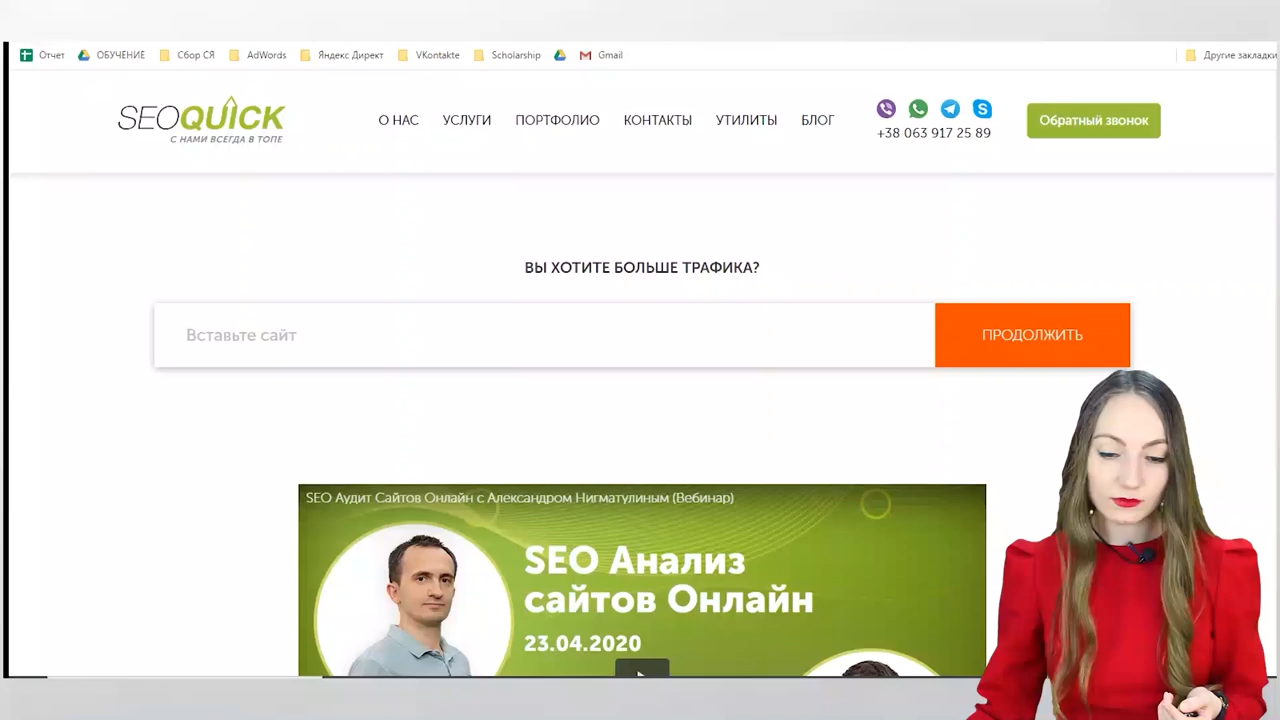 Отчет ОБУЧЕНИЕ Сбор СЯ AdWords Яндекс Директ VKontakte Scholarship Gmail Другие закладки
SEOQUICK
С НАМИ ВСЕГДА В ТОПЕ
О НАС УСЛУГИ ПОРТФОЛИО КОНТАКТЫ УТИЛИТЫ БЛОГ
+38 063 917 25 89
Обратный звонок
ВЫ ХОТИТЕ БОЛЬШЕ ТРАФИКА?
Вставьте сайт ПРОДОЛЖИТЬ
SEO Аудит Сайтов Онлайн с Александром Нигматулиным (Вебинар)
SEO Анализ
сайтов Онлайн
23.04.2020